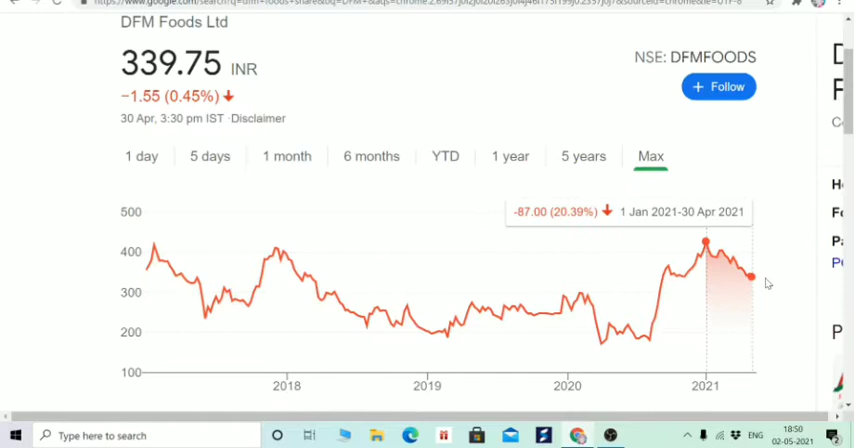 DFM Foods Ltd
339.75 INR
NSE: DFMFOODS
−1.55 (0.45%)
+ Follow
30 Apr, 3:30 pm IST ·Disclaimer
1 day 5 days 1 month 6 months YTD 1 year 5 years Max
-87.00 (20.39%) 1 Jan 2021-30 Apr 2021
500
400
300
200
100
2018 2019 2020 2021
Type here to search
ENG
18:50
02-05-2021